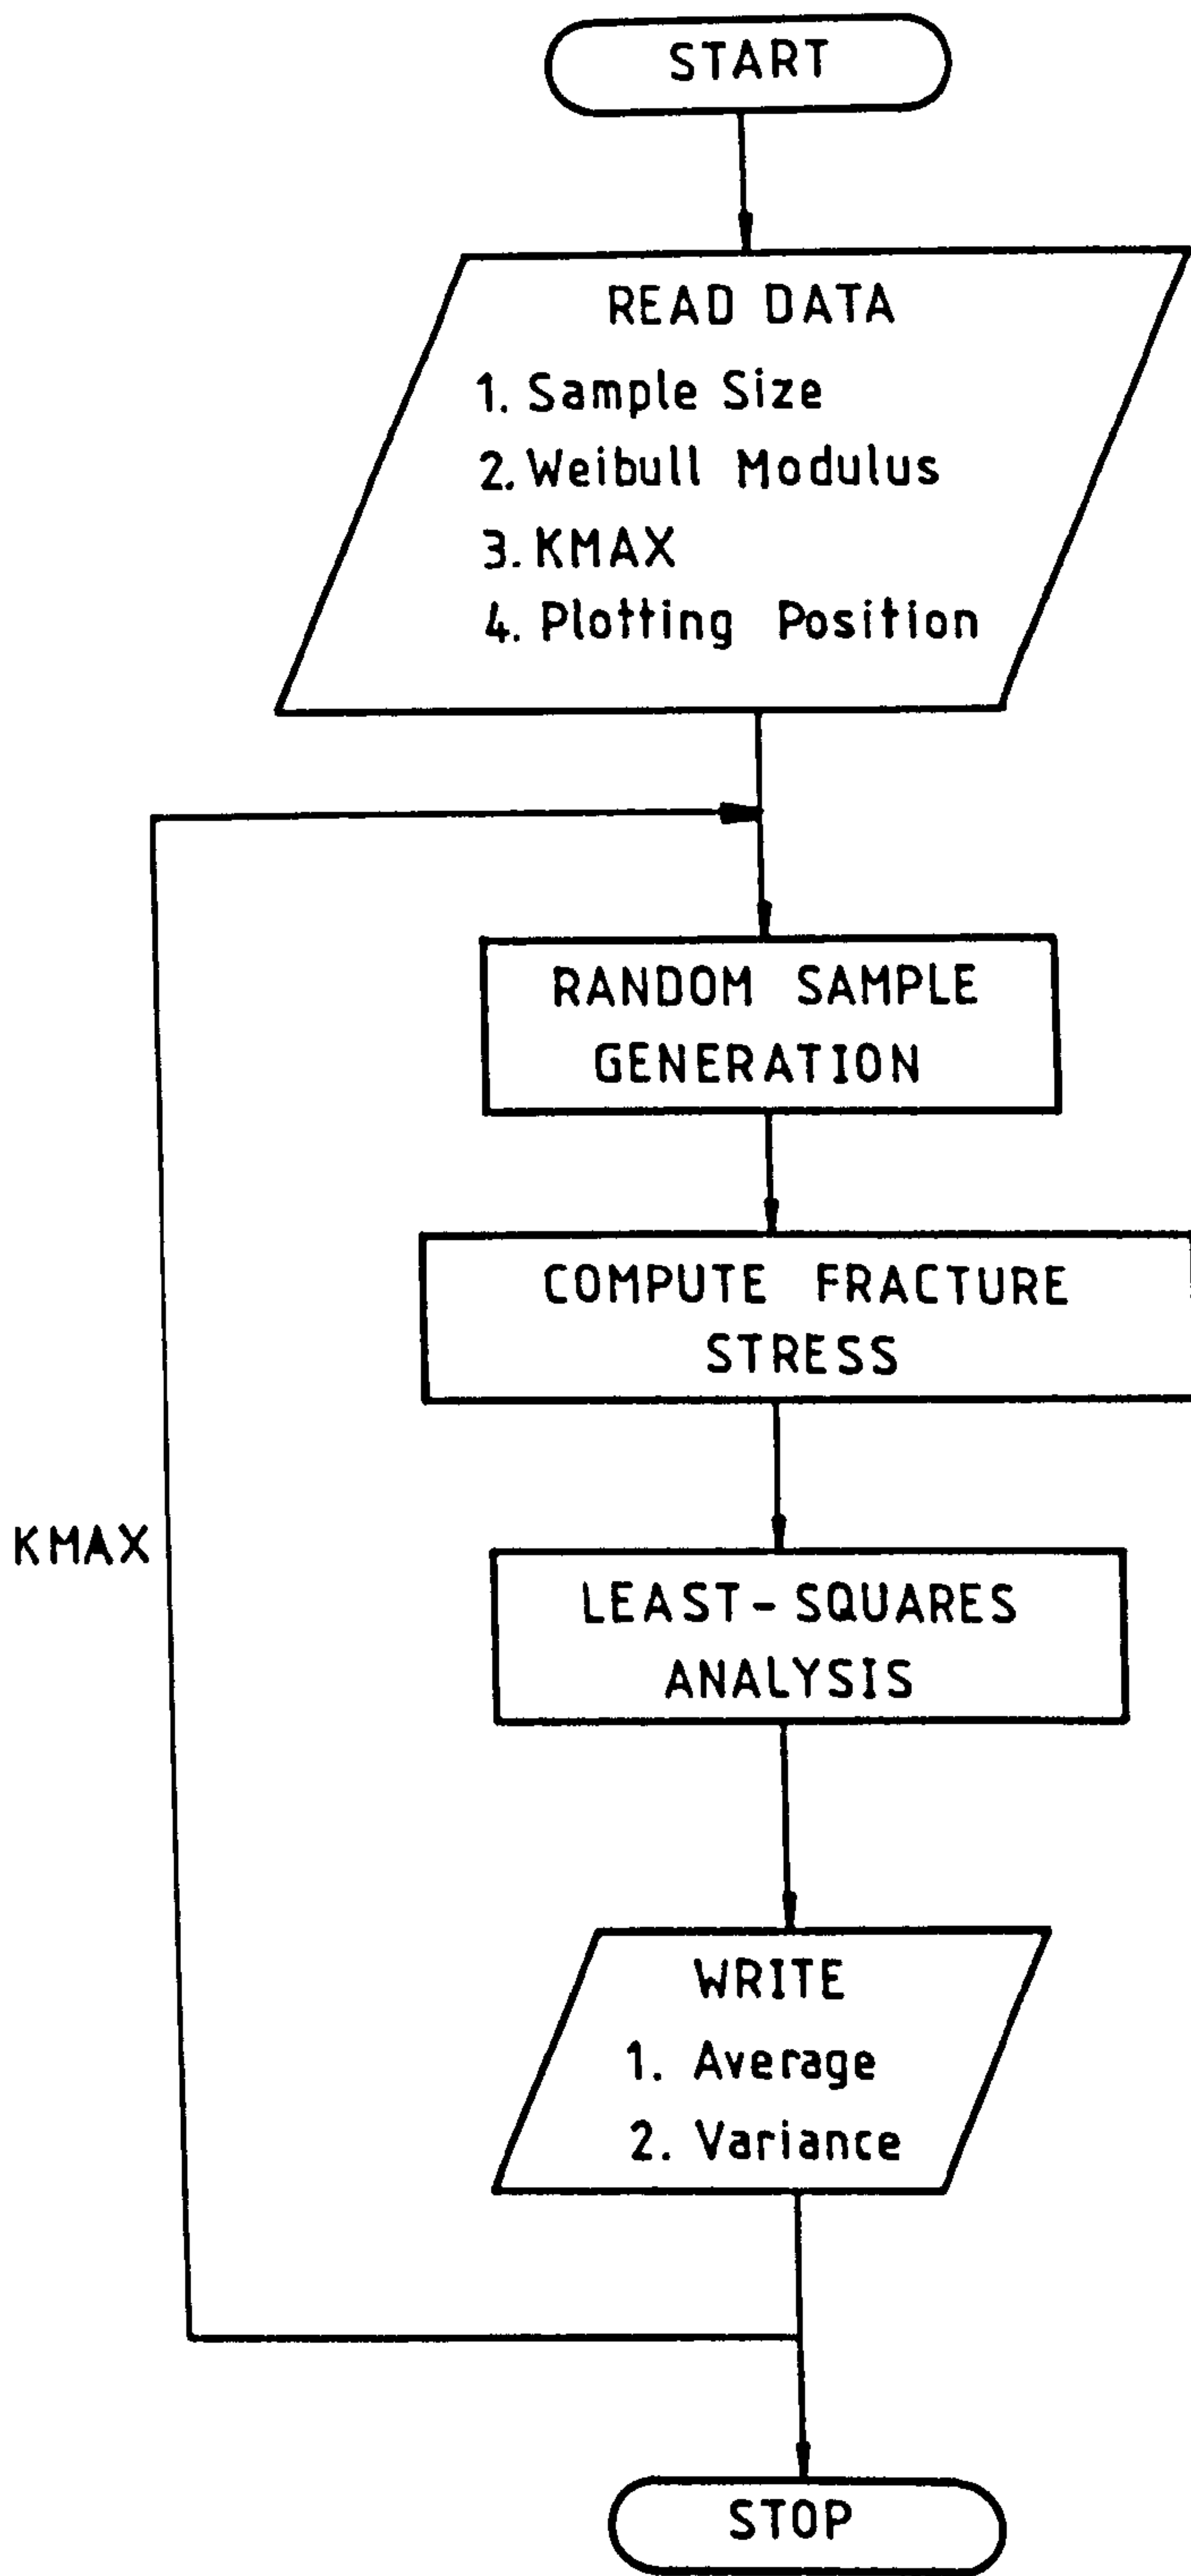 START
READ DATA
1. Sample Size
2. Weibull Modulus
3. KMAX
4. Plotting Position
RANDOM SAMPLE
GENERATION
COMPUTE FRACTURE
STRESS
KMAX
LEAST-SQUARES
ANALYSIS
WRITE
1. Average
2. Variance
STOP